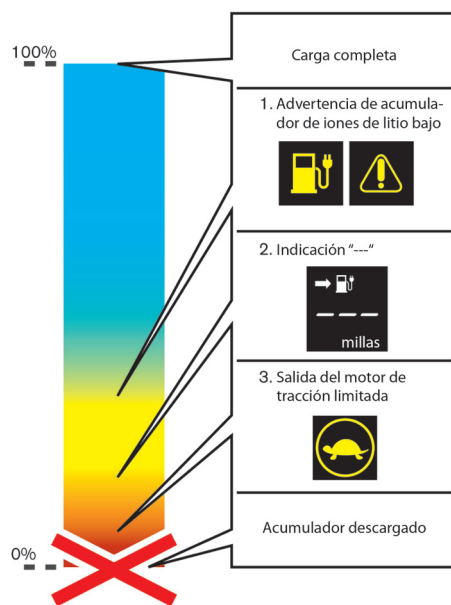 100%
Carga completa
1. Advertencia de acumula-
dor de iones de litio bajo
2. Indicación "---"
---
millas
3. Salida del motor de
tracción limitada
Acumulador descargado
0%